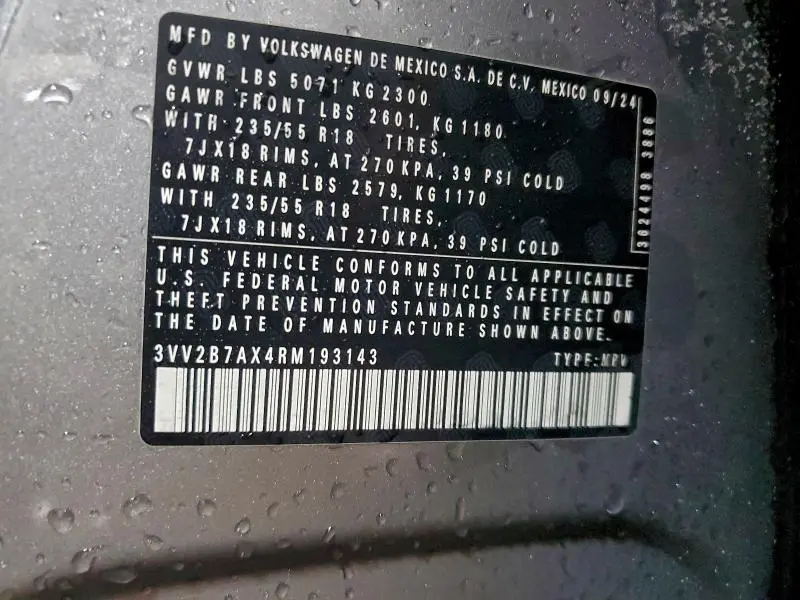 MFD BY VOLKSWAGEN DE MEXICO S.A. DE C.V. MEXICO 09/24
GVWR LBS 5071 KG 2300
GAWR FRONT LBS 2601, KG 1180
WITH 235/55 R18 TIRES,
7JX18 RIMS, AT 270 KPA, 39 PSI COLD
GAWR REAR LBS 2579, KG 1170
WITH 235/55 R18 TIRES,
7JX18 RIMS, AT 270 KPA, 39 PSI COLD
3024498 3886
THIS VEHICLE CONFORMS TO ALL APPLICABLE
U.S. FEDERAL MOTOR VEHICLE SAFETY AND
THEFT PREVENTION STANDARDS IN EFFECT ON
THE DATE OF MANUFACTURE SHOWN ABOVE.
3VV2B7AX4RM193143 TYPE:MPV